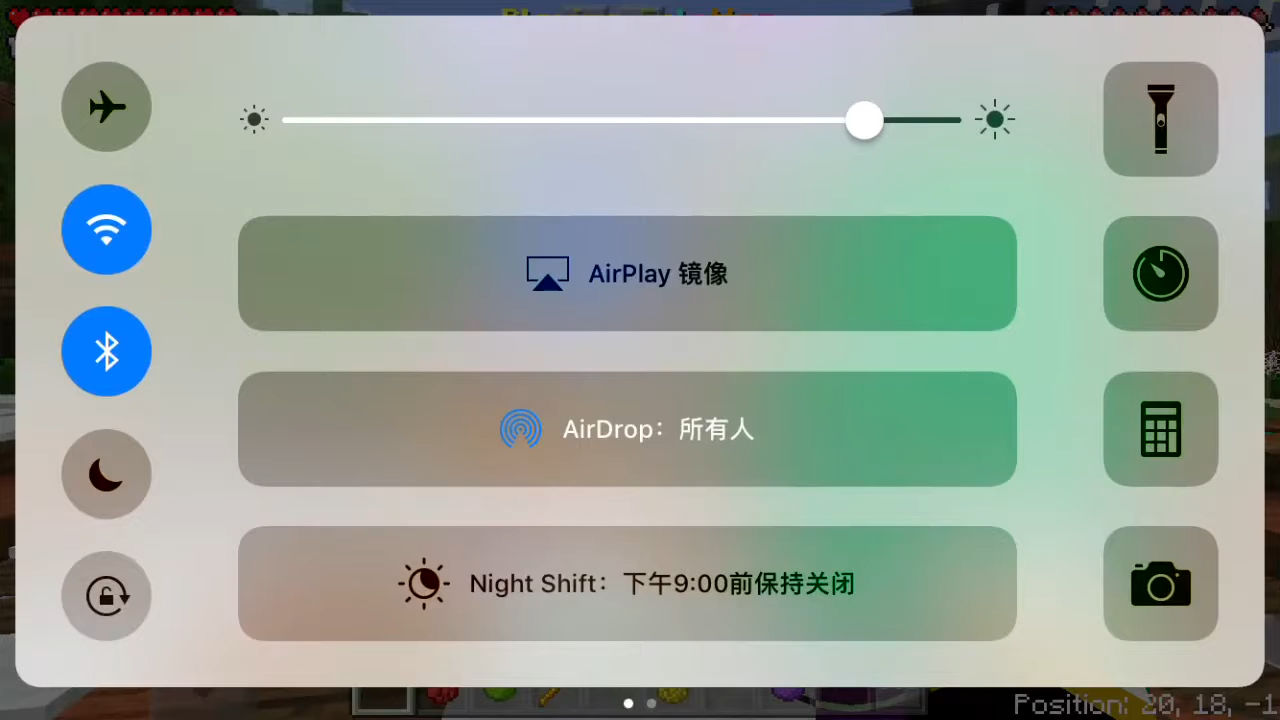 AirPlay 镜像
AirDrop：所有人
Night Shift：下午9:00前保持关闭
Position: 20, 18, -1